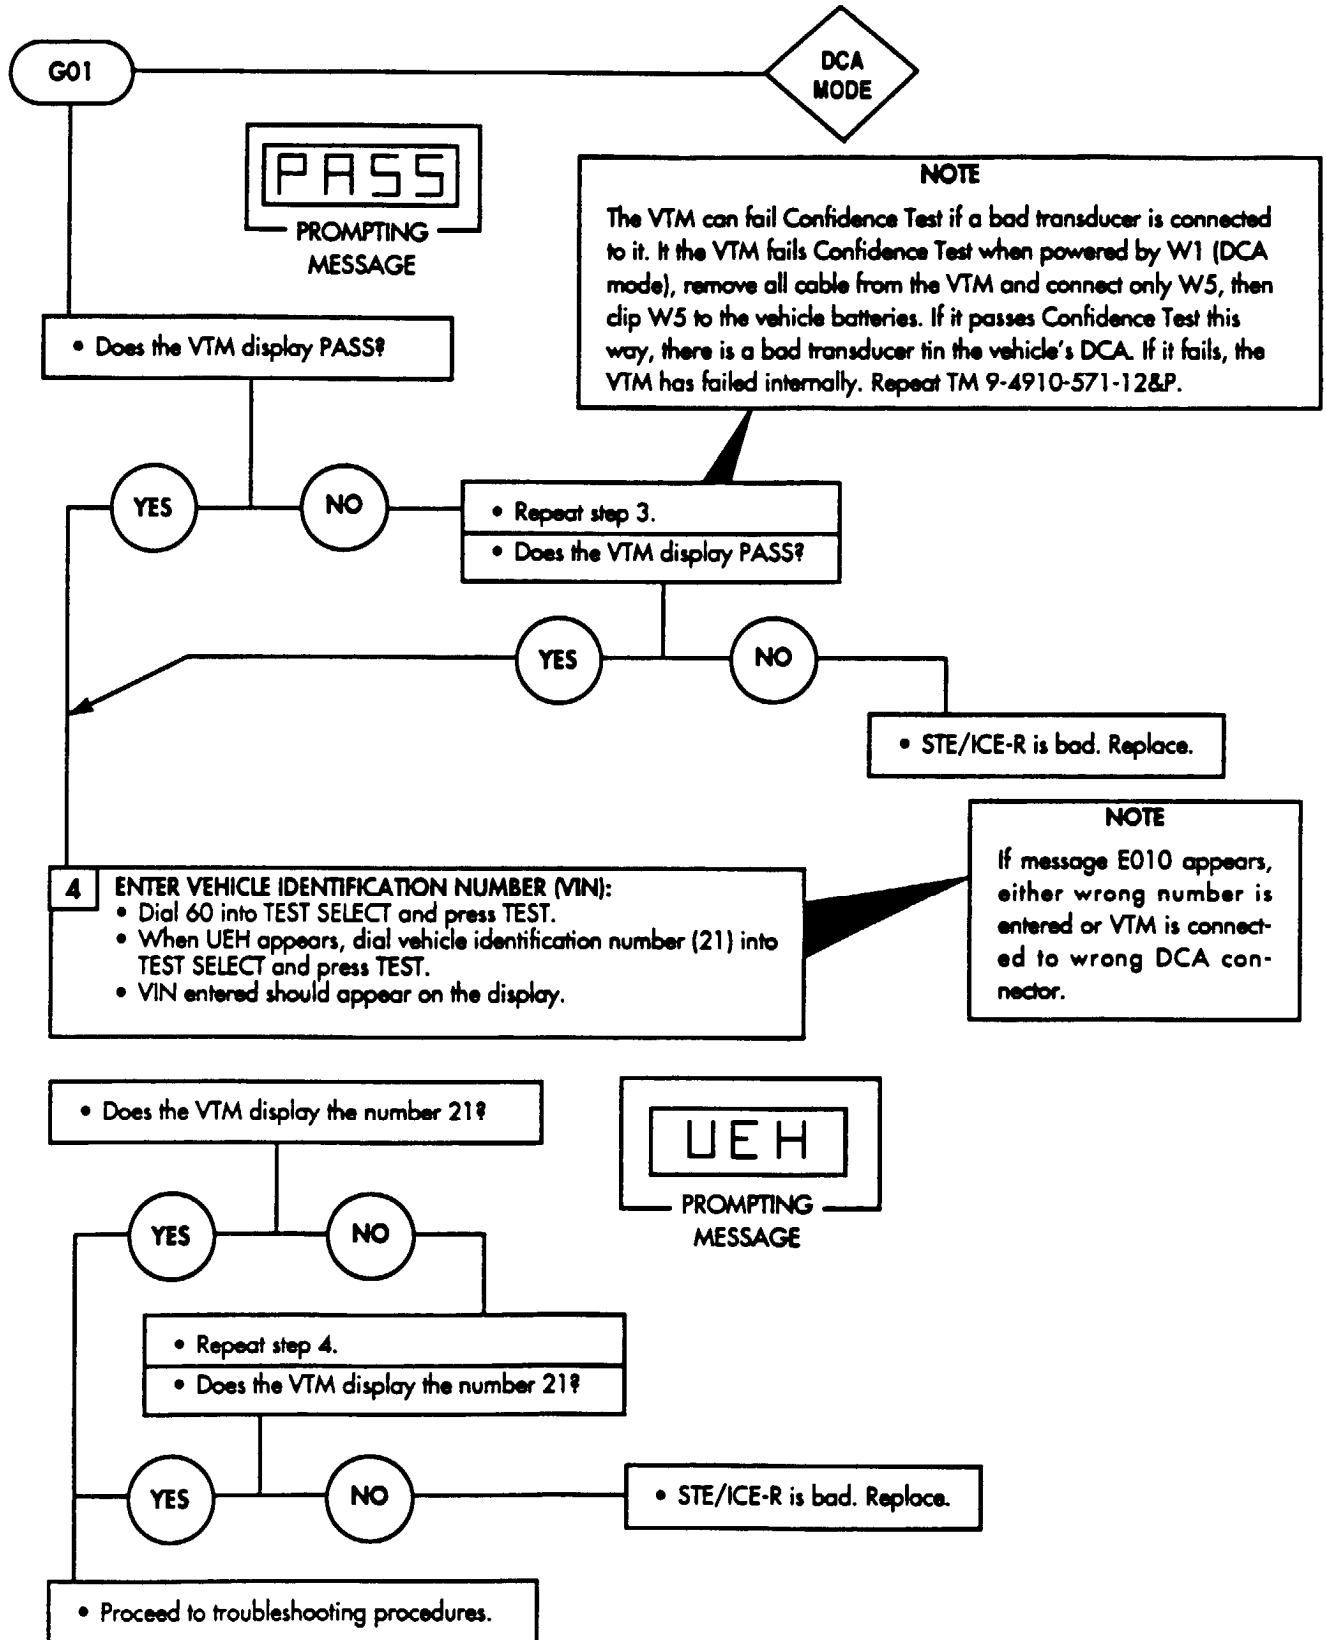 G01
DCA
MODE
PASS
PROMPTING
MESSAGE
NOTE
The VTM can fail Confidence Test if a bad transducer is connected
to it. It the VTM fails Confidence Test when powered by W1 (DCA
mode), remove all cable from the VTM and connect only W5, then
clip W5 to the vehicle batteries. If it passes Confidence Test this
way, there is a bad transducer tin the vehicle's DCA. If it fails, the
VTM has failed internally. Repeat TM 9-4910-571-12&P.
• Does the VTM display PASS?
YES
NO
• Repeat step 3.
• Does the VTM display PASS?
YES
NO
• STE/ICE-R is bad. Replace.
NOTE
If message E010 appears,
either wrong number is
entered or VTM is connect-
ed to wrong DCA con-
nector.
4 ENTER VEHICLE IDENTIFICATION NUMBER (VIN):
• Dial 60 into TEST SELECT and press TEST.
• When UEH appears, dial vehicle identification number (21) into
TEST SELECT and press TEST.
• VIN entered should appear on the display.
• Does the VTM display the number 21?
UEH
PROMPTING
MESSAGE
YES
NO
• Repeat step 4.
• Does the VTM display the number 21?
YES
NO
• STE/ICE-R is bad. Replace.
• Proceed to troubleshooting procedures.